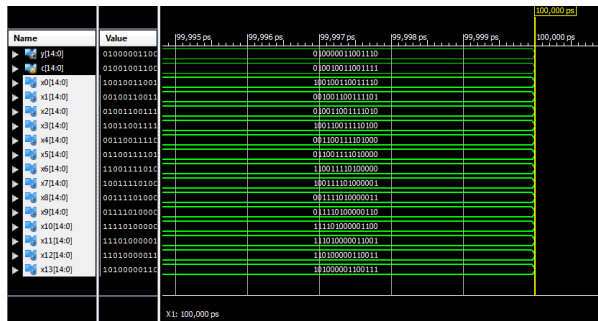 100,000 ps
Name Value 99,995 ps 99,996 ps 99,997 ps 99,998 ps 99,999 ps 100,000 ps
y[14:0] 01000001100 010000011001110
c[14:0] 01001001100 010010011001111
x0[14:0] 10010011001 100100110011110
x1[14:0] 00100110011 001001100111101
x2[14:0] 01001100111 010011001111010
x3[14:0] 10011001111 100110011110100
x4[14:0] 00110011110 001100111101000
x5[14:0] 01100111101 011001111010000
x6[14:0] 11001111010 110011110100000
x7[14:0] 10011110100 100111101000001
x8[14:0] 00111101000 001111010000011
x9[14:0] 01111010000 011110100000110
x10[14:0] 11110100000 111101000001100
x11[14:0] 11101000001 111010000011001
x12[14:0] 11010000011 110100000110011
x13[14:0] 10100000110 101000001100111
X1: 100,000 ps